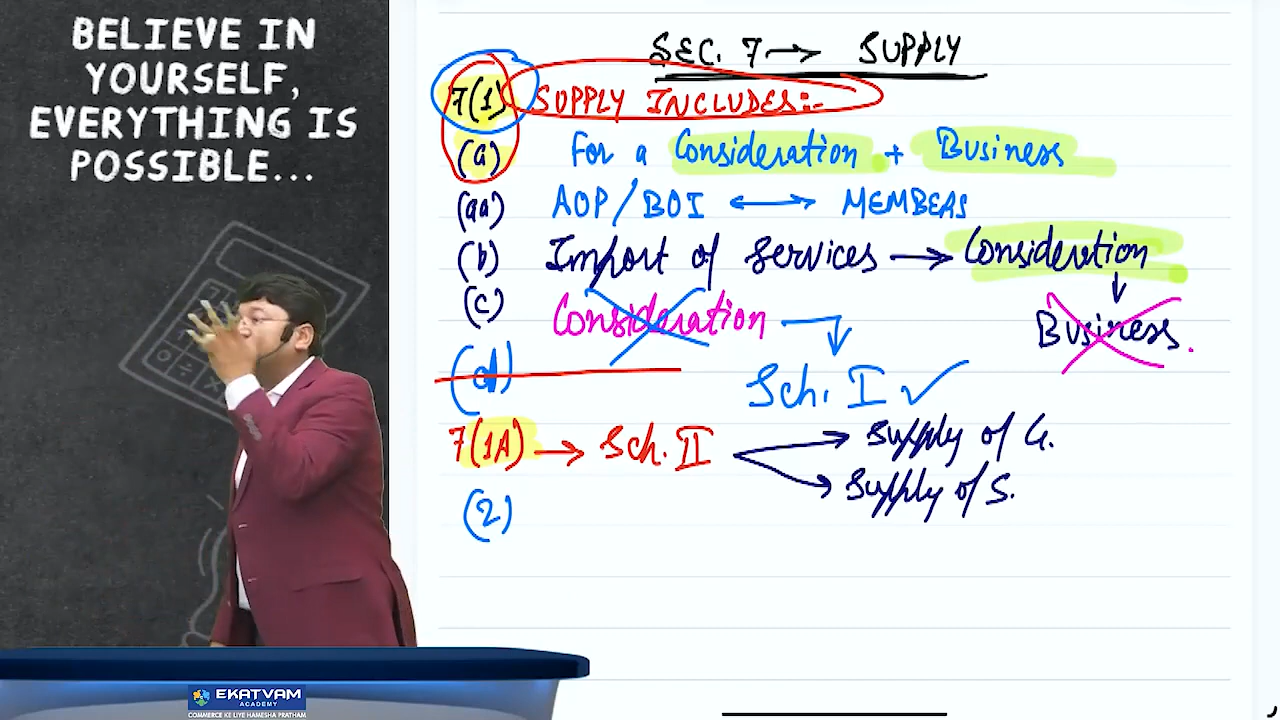 BELIEVE IN
YOURSELF,
EVERYTHING IS
POSSIBLE...
SEC. 7 → SUPPLY
7(1) SUPPLY INCLUDES:-
(a) For a Consideration + Business
(aa) AOP/BOI ↔ MEMBERS
(b) Import of Services → Consideration
↓
Business.
(c) Consideration
Sch. I ✓
(d)
7(1A) → Sch. II
Supply of G.
Supply of S.
(2)
EKATVAM
ACADEMY
COMMERCE KE LIYE HAMESHA PRATHAM